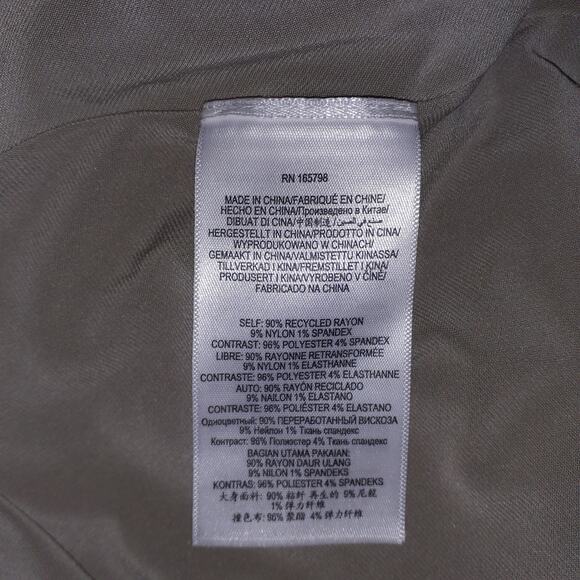 RN 165798
MADE IN CHINA/FABRIQUÉ EN CHINE/
HECHO EN CHINA/Произведено в Китае/
DIBUAT DI CINA/中国制造/صنع في الصين/
HERGESTELLT IN CHINA/PRODOTTO IN CINA/
WYPRODUKOWANO W CHINACH/
GEMAAKT IN CHINA/VALMISTETTU KIINASSA/
TILLVERKAD I KINA/FREMSTILLET I KINA/
PRODUSERT I KINA/VYROBENO V ČÍNĚ/
FABRICADO NA CHINA
SELF: 90% RECYCLED RAYON
9% NYLON 1% SPANDEX
CONTRAST: 96% POLYESTER 4% SPANDEX
LIBRE: 90% RAYONNE RETRANSFORMÉE
9% NYLON 1% ELASTHANNE
CONTRASTE: 96% POLYESTER 4% ELASTHANNE
AUTO: 90% RAYÓN RECICLADO
9% NAILON 1% ELASTANO
CONTRASTE: 96% POLIÉSTER 4% ELASTANO
Одноцветный: 90% ПЕРЕРАБОТАННЫЙ ВИСКОЗА
9% Нейлон 1% Ткань спандекс
Контраст: 96% Полиэстер 4% Ткань спандекс
BAGIAN UTAMA PAKAIAN:
90% RAYON DAUR ULANG
9% NILON 1% SPANDEKS
KONTRAS: 96% POLIESTER 4% SPANDEKS
大身面料: 90% 粘纤 再生的 9% 尼龙
1% 弹力纤维
撞色布: 96% 聚酯 4% 弹力纤维